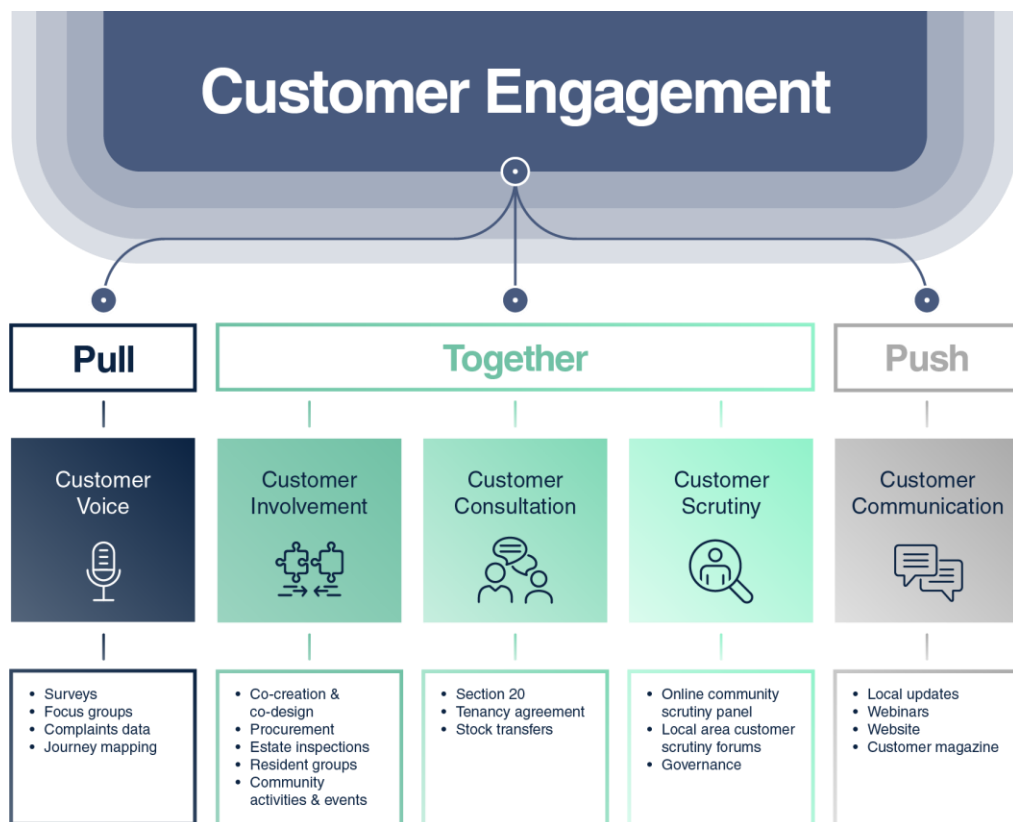 Customer Engagement
Pull
Together
Push
Customer
Voice
Customer
Involvement
Customer
Consultation
Customer
Scrutiny
Customer
Communication
• Surveys
• Focus groups
• Complaints data
• Journey mapping
• Co-creation &
co-design
• Procurement
• Estate inspections
• Resident groups
• Community
activities & events
• Section 20
• Tenancy agreement
• Stock transfers
• Online community
scrutiny panel
• Local area customer
scrutiny forums
• Governance
• Local updates
• Webinars
• Website
• Customer magazine